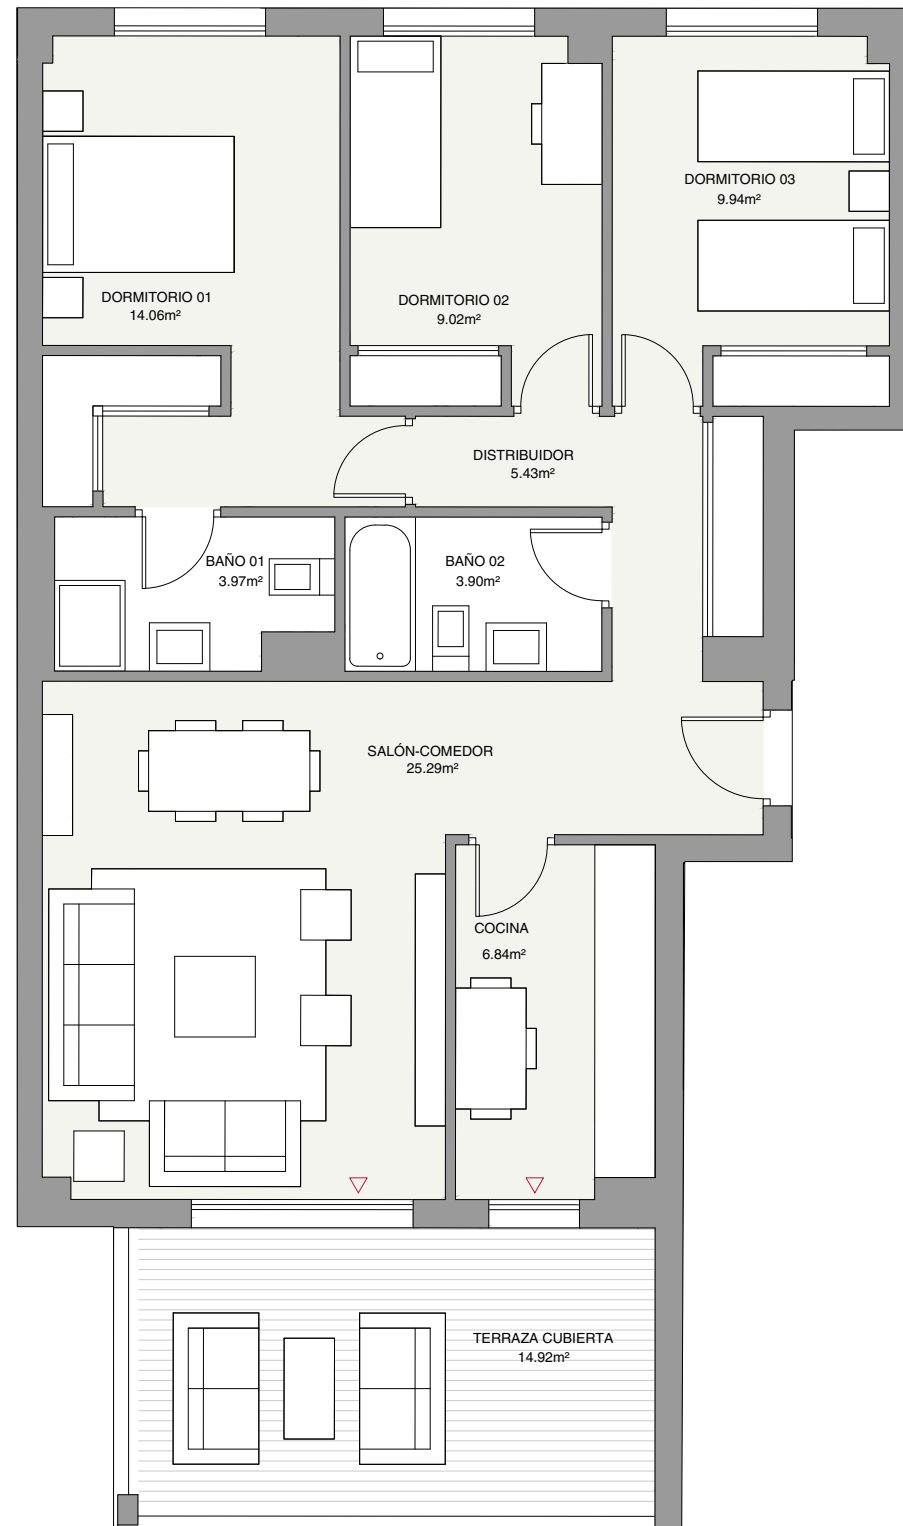 DORMITORIO 03
9.94m²
DORMITORIO 01
14.06m²
DORMITORIO 02
9.02m²
DISTRIBUIDOR
5.43m²
BAÑO 01
3.97m²
BAÑO 02
3.90m²
SALÓN-COMEDOR
25.29m²
COCINA
6.84m²
TERRAZA CUBIERTA
14.92m²